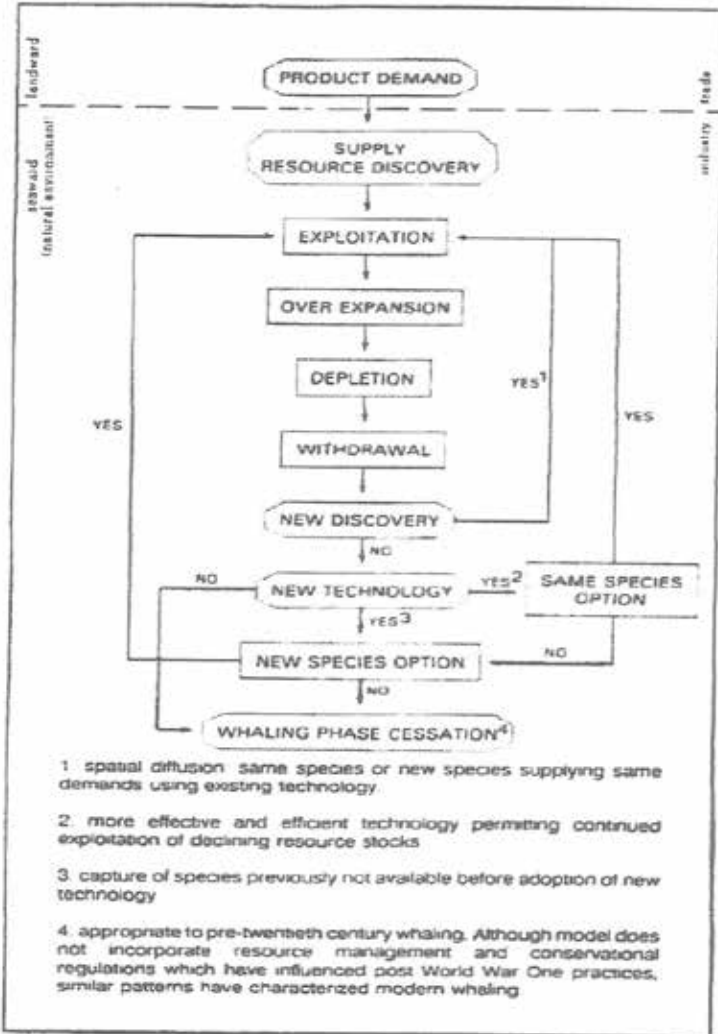 landward
trade
PRODUCT DEMAND
seaward
(natural environment)
industry
SUPPLY
RESOURCE DISCOVERY
EXPLOITATION
OVER EXPANSION
DEPLETION
YES1
YES
YES
WITHDRAWAL
NEW DISCOVERY
NO
NO
NEW TECHNOLOGY
YES2
SAME SPECIES
OPTION
YES3
NEW SPECIES OPTION
NO
NO
WHALING PHASE CESSATION4
1. spatial diffusion: same species or new species supplying same
demands using existing technology
2. more effective and efficient technology permitting continued
exploitation of declining resource stocks
3. capture of species previously not available before adoption of new
technology
4. appropriate to pre-twentieth century whaling. Although model does
not incorporate resource management and conservational
regulations which have influenced post World War One practices,
similar patterns have characterized modern whaling